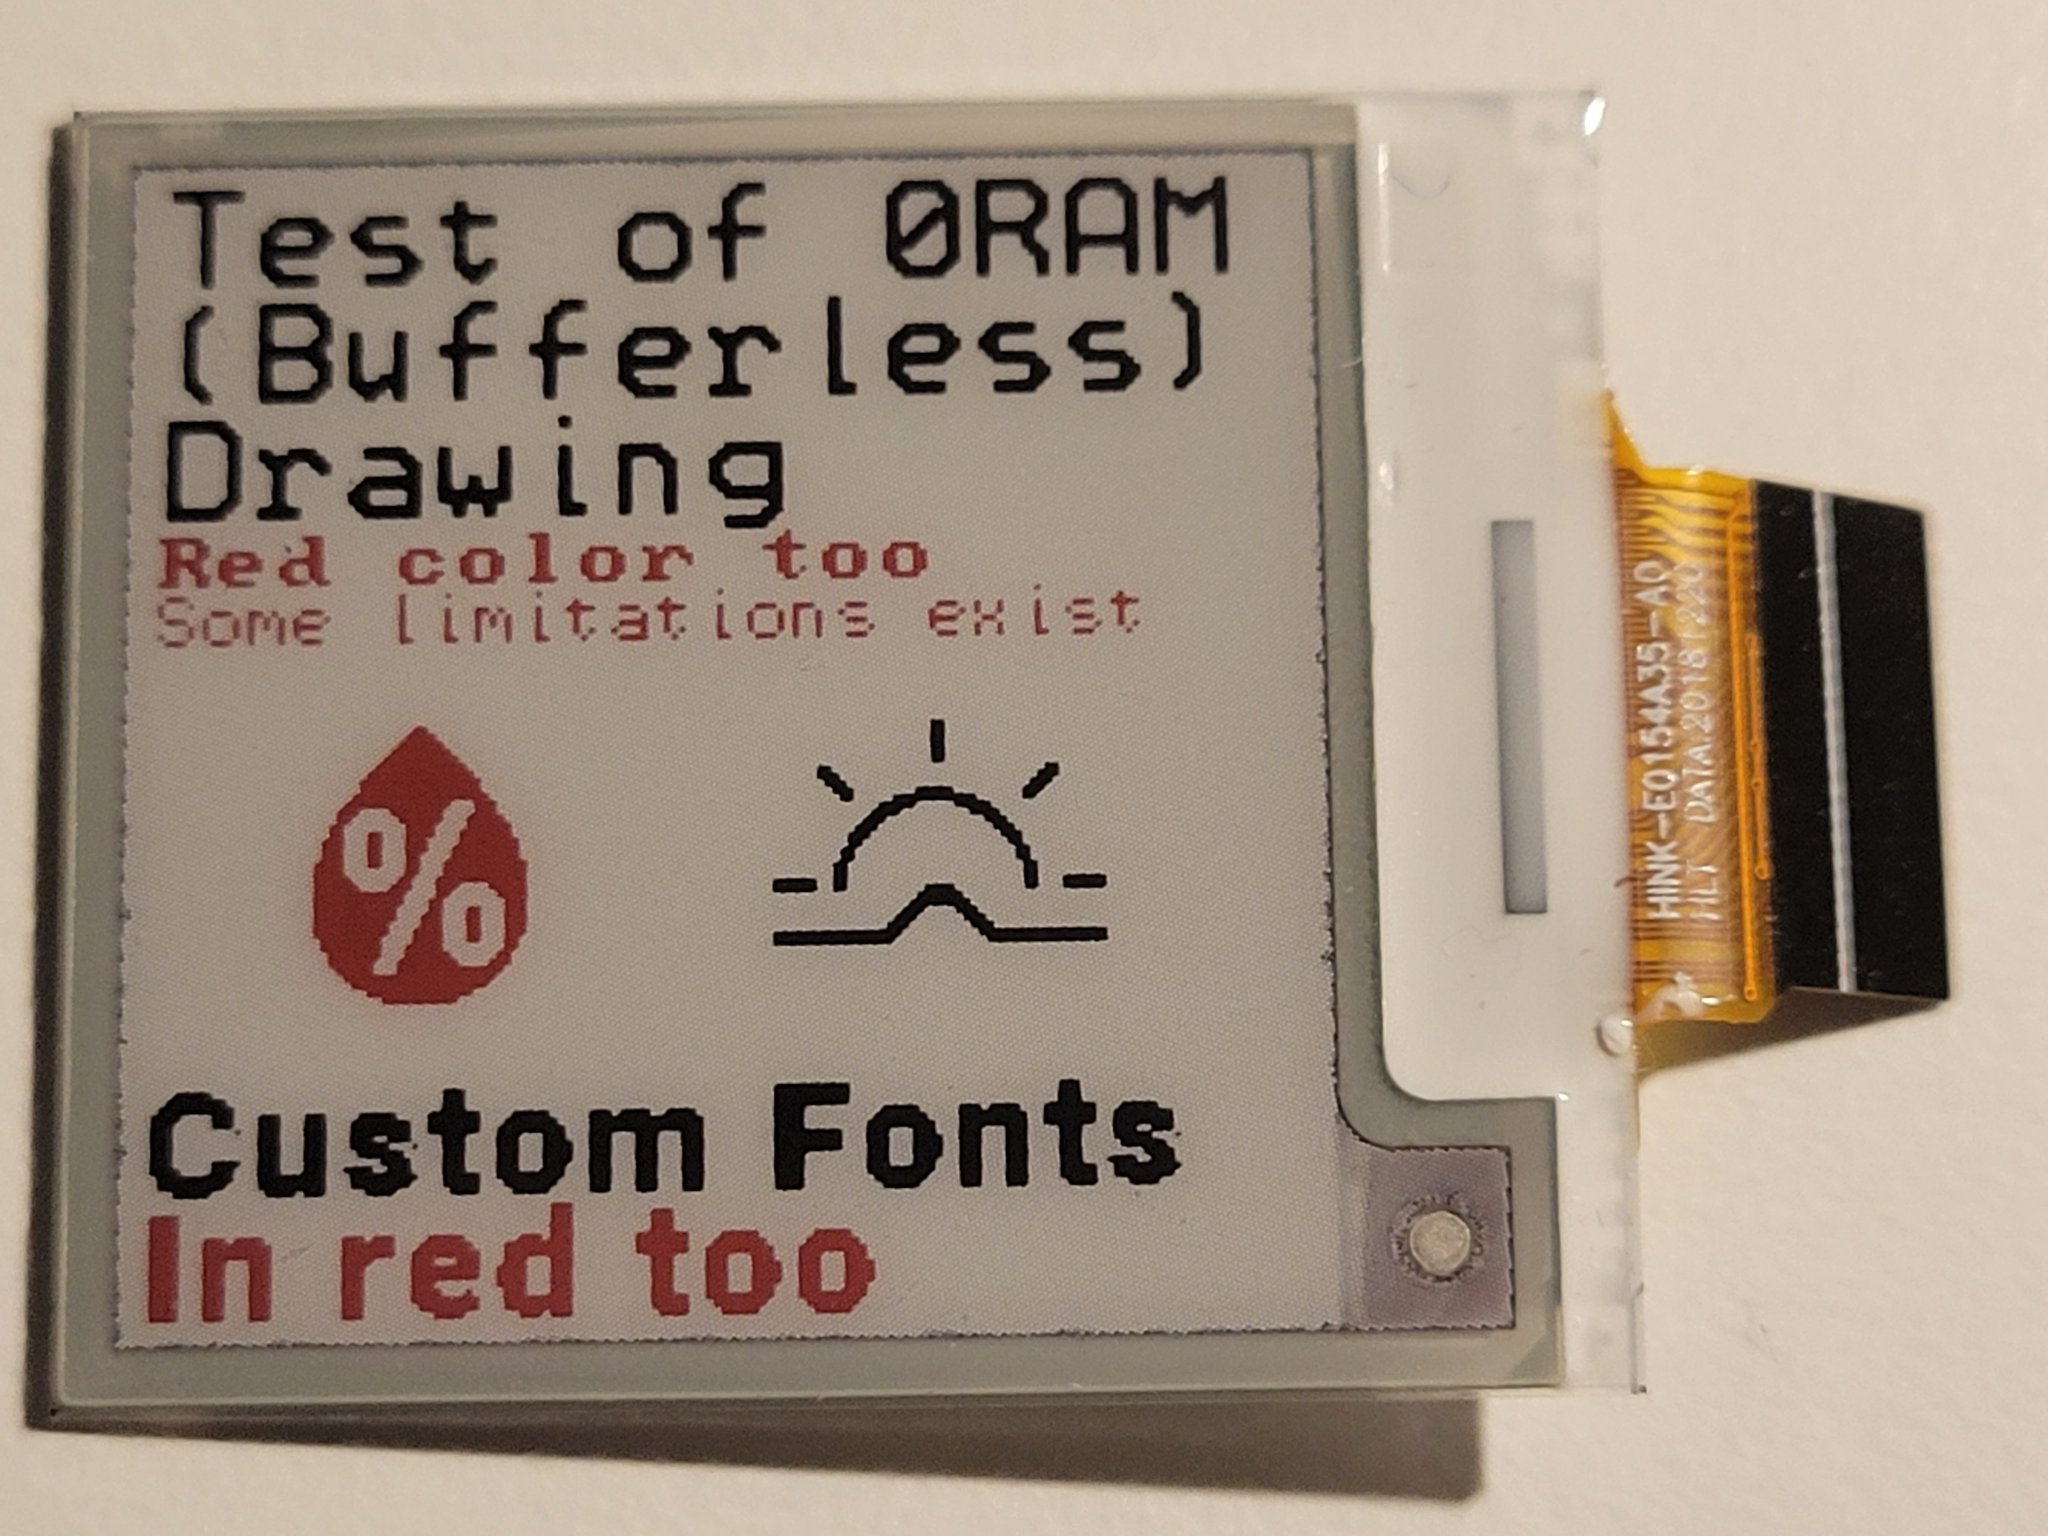 Test of 0RAM
(Bufferless)
Drawing
Red color too
Some limitations exist
%
Custom Fonts
In red too
HINK-E0154A35-A0
HLT DATA:20181220